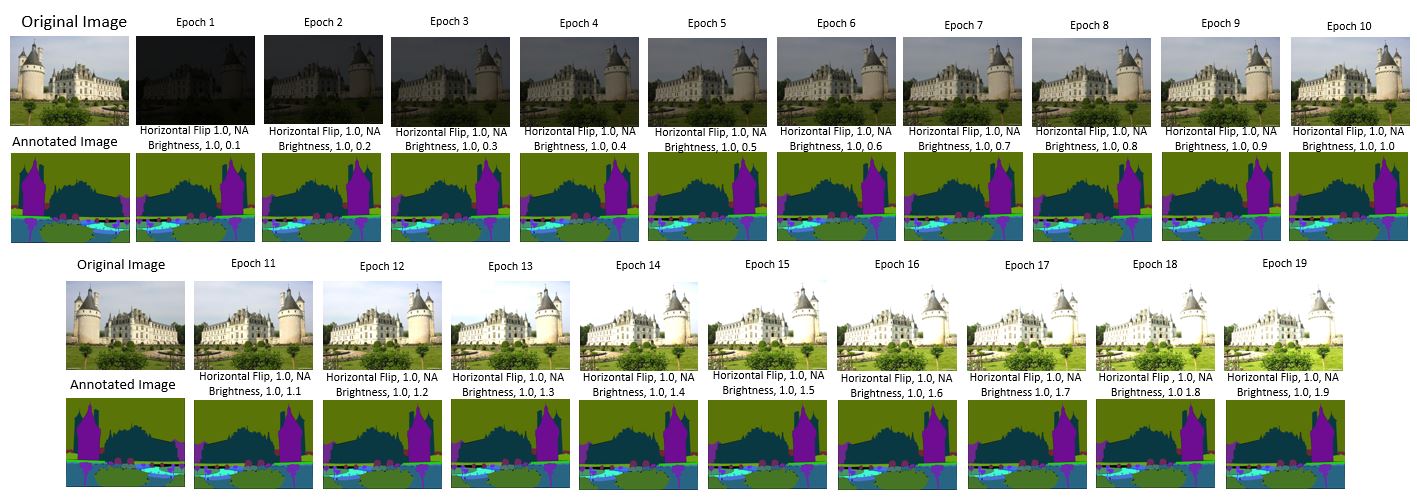 Original Image Epoch 1 Epoch 2 Epoch 3 Epoch 4 Epoch 5 Epoch 6 Epoch 7 Epoch 8 Epoch 9 Epoch 10
Horizontal Flip 1.0, NA Horizontal Flip, 1.0, NA Horizontal Flip, 1.0, NA Horizontal Flip, 1.0, NA Horizontal Flip, 1.0, NA Horizontal Flip, 1.0, NA Horizontal Flip, 1.0, NA Horizontal Flip, 1.0, NA Horizontal Flip, 1.0, NA Horizontal Flip, 1.0, NA
Annotated Image Brightness, 1.0, 0.1 Brightness, 1.0, 0.2 Brightness, 1.0, 0.3 Brightness, 1.0, 0.4 Brightness, 1.0, 0.5 Brightness, 1.0, 0.6 Brightness, 1.0, 0.7 Brightness, 1.0, 0.8 Brightness, 1.0, 0.9 Brightness, 1.0, 1.0
Original Image Epoch 11 Epoch 12 Epoch 13 Epoch 14 Epoch 15 Epoch 16 Epoch 17 Epoch 18 Epoch 19
Horizontal Flip, 1.0, NA Horizontal Flip, 1.0, NA Horizontal Flip, 1.0, NA Horizontal Flip, 1.0, NA Horizontal Flip, 1.0, NA Horizontal Flip, 1.0, NA Horizontal Flip, 1.0, NA Horizontal Flip , 1.0, NA Horizontal Flip, 1.0, NA
Annotated Image Brightness, 1.0, 1.1 Brightness, 1.0, 1.2 Brightness, 1.0, 1.3 Brightness, 1.0, 1.4 Brightness, 1.0, 1.5 Brightness, 1.0, 1.6 Brightness 1.0, 1.7 Brightness, 1.0 1.8 Brightness, 1.0, 1.9